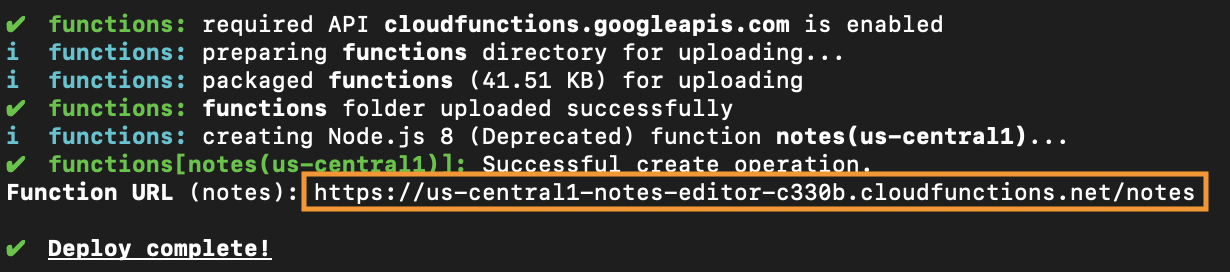 ✔ functions: required API cloudfunctions.googleapis.com is enabled
i functions: preparing functions directory for uploading...
i functions: packaged functions (41.51 KB) for uploading
✔ functions: functions folder uploaded successfully
i functions: creating Node.js 8 (Deprecated) function notes(us-central1)...
✔ functions[notes(us-central1)]: Successful create operation.
Function URL (notes): https://us-central1-notes-editor-c330b.cloudfunctions.net/notes
✔ Deploy complete!